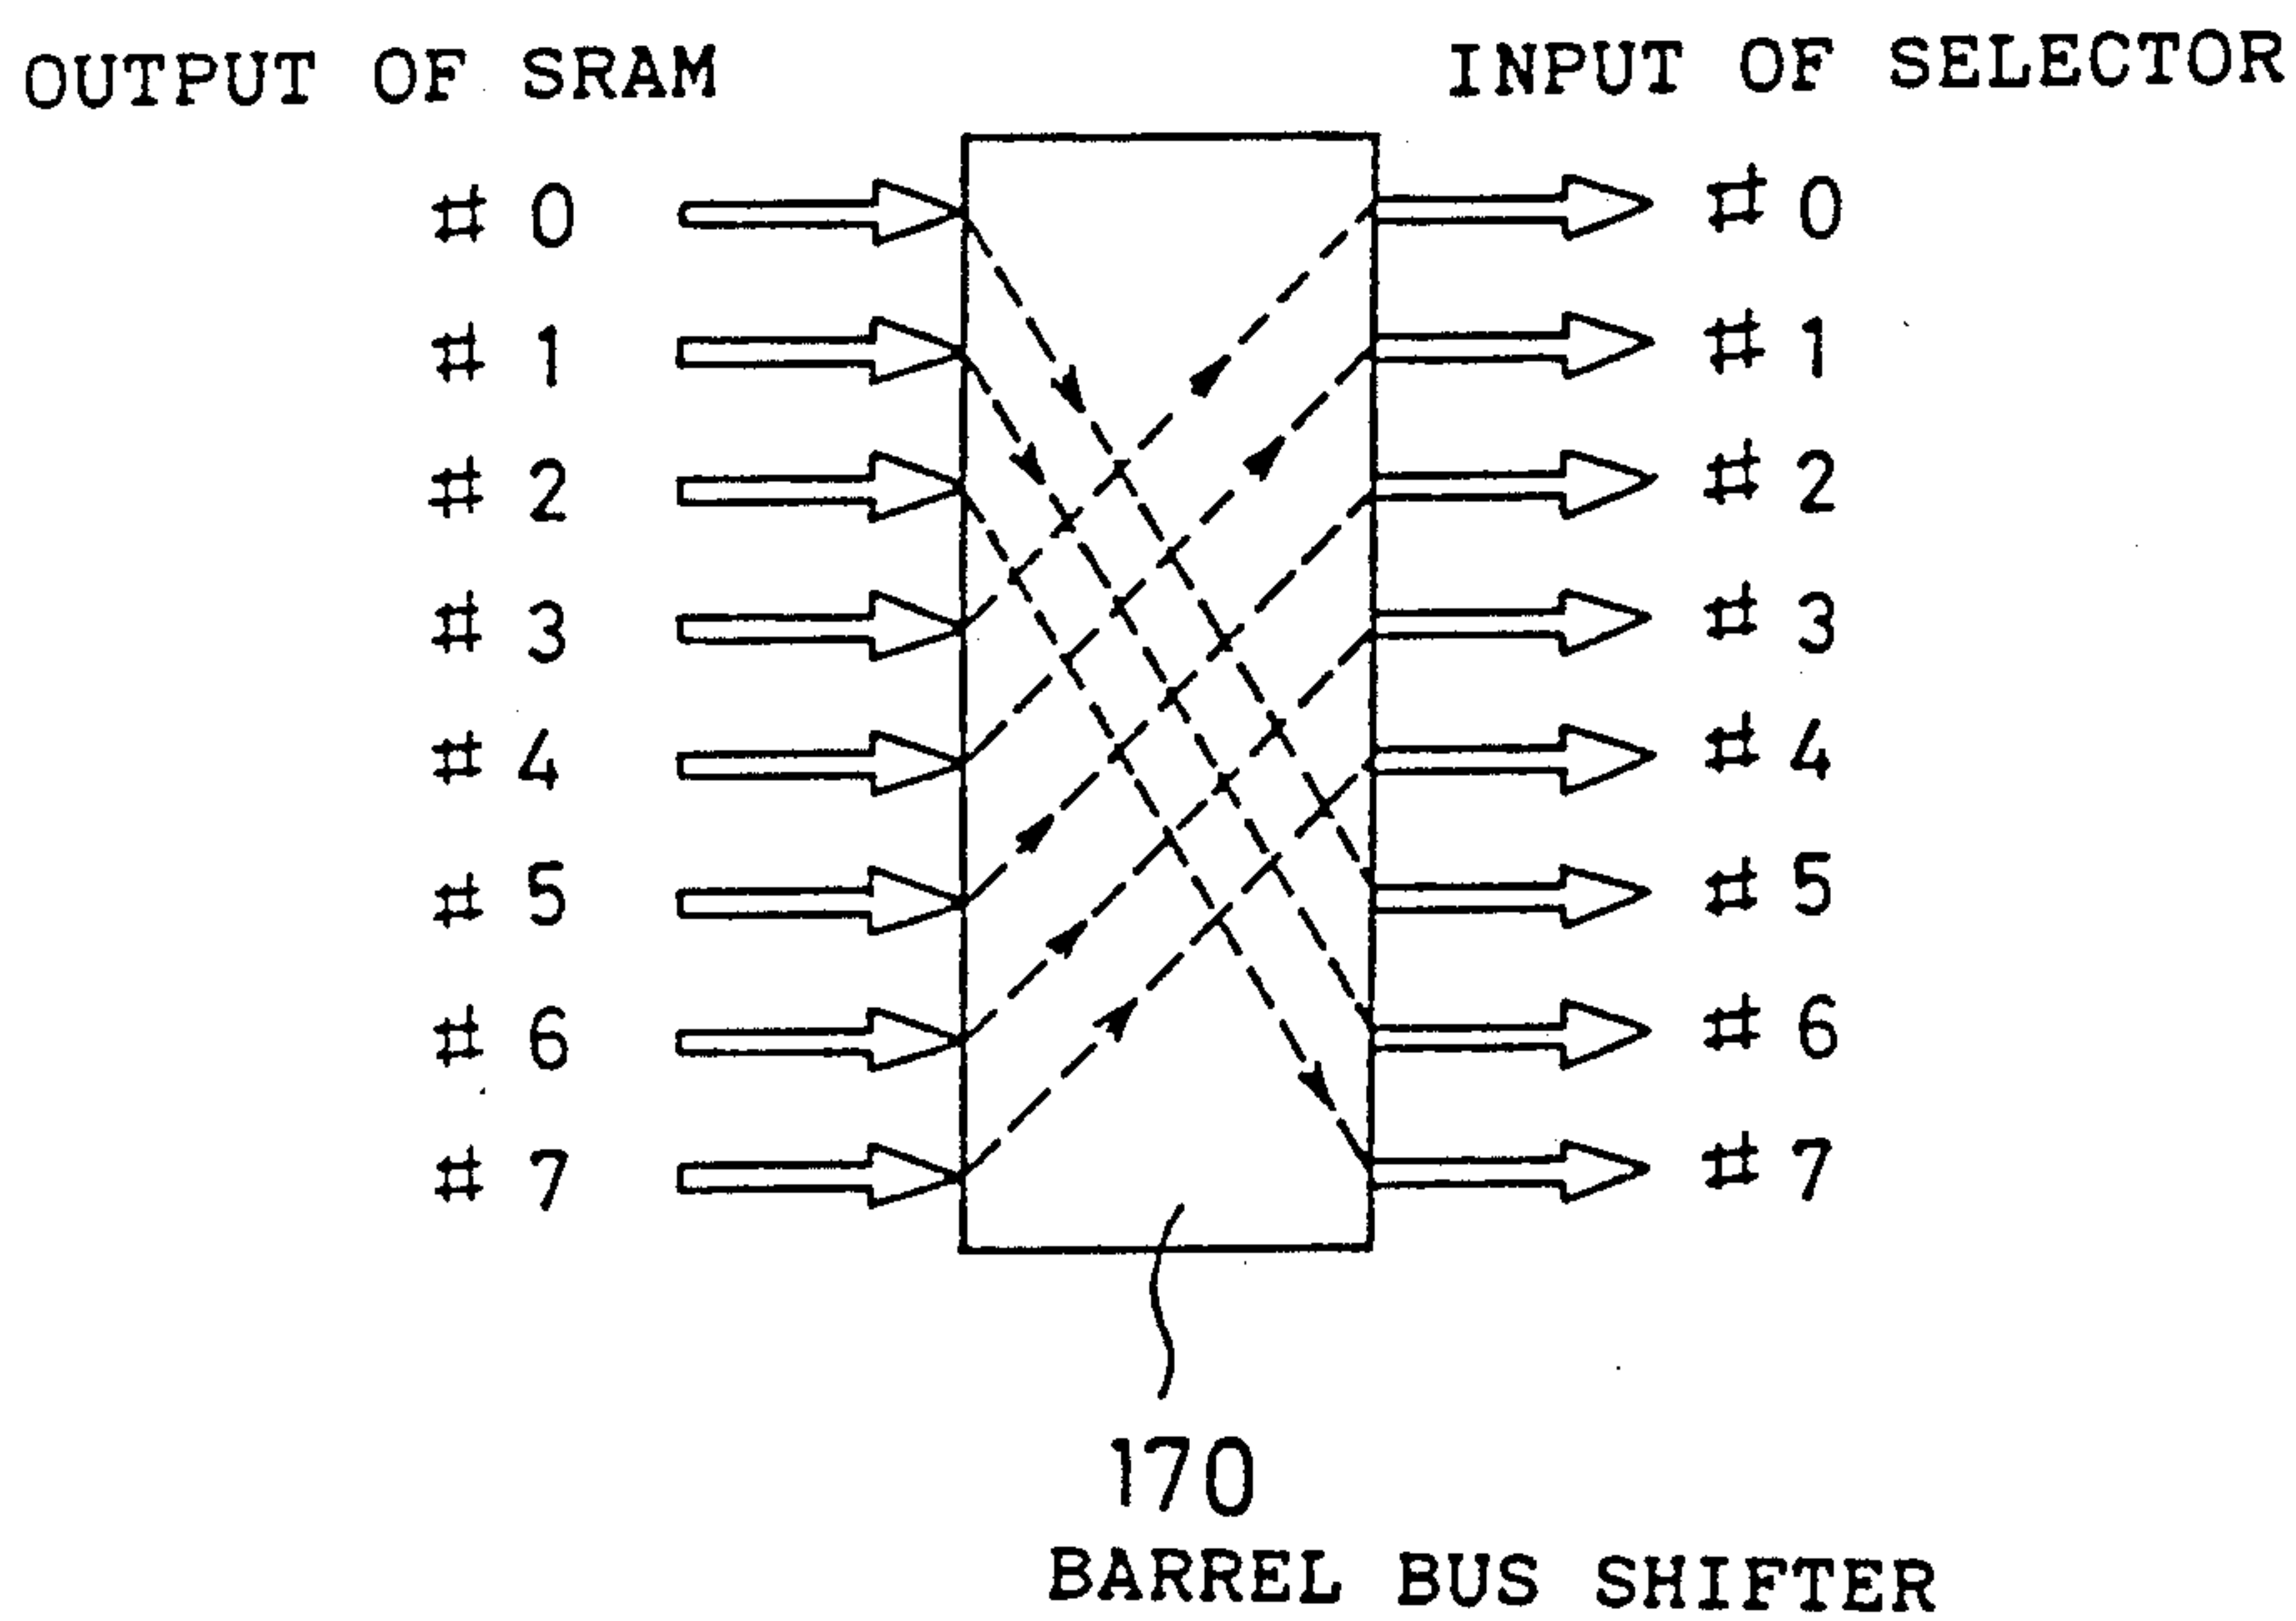 OUTPUT OF SRAM INPUT OF SELECTOR
# 0 # 0
# 1 # 1
# 2 # 2
# 3 # 3
# 4 # 4
# 5 # 5
# 6 # 6
# 7 # 7
170
BARREL BUS SHIFTER